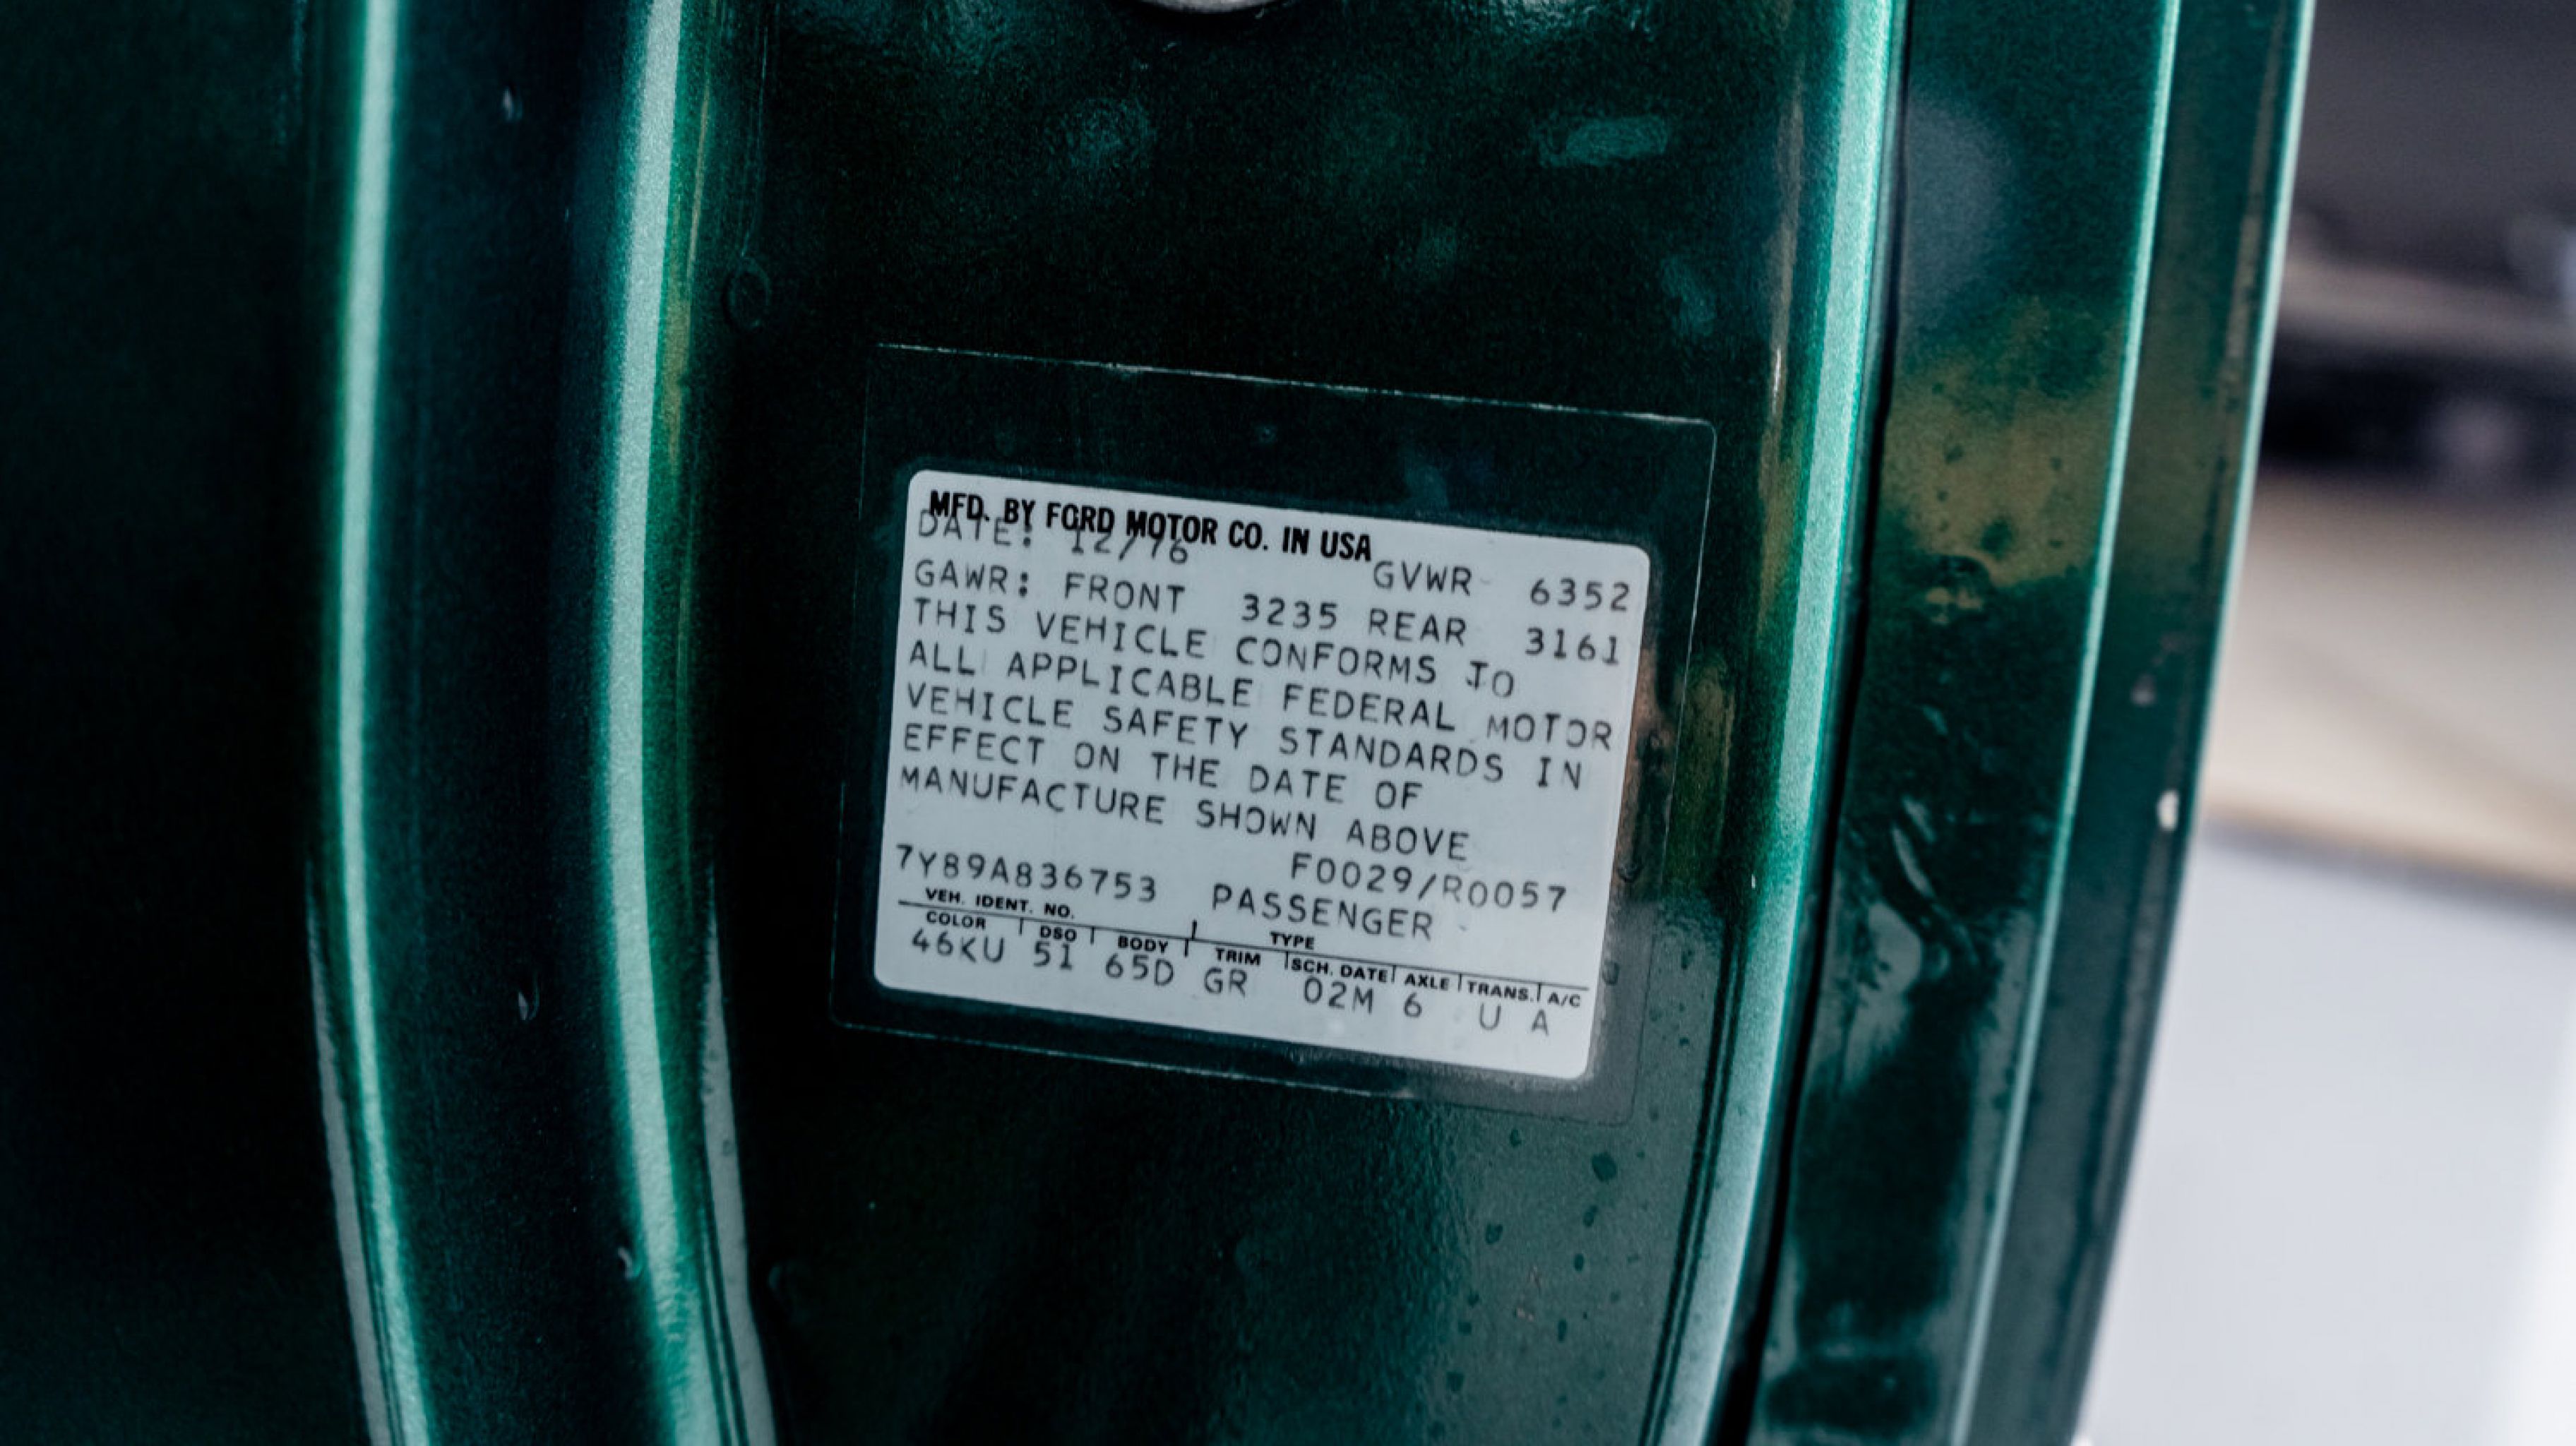 MFD. BY FORD MOTOR CO. IN USA
DATE: 12/76 GVWR 6352
GAWR: FRONT 3235 REAR 3161
THIS VEHICLE CONFORMS TO
ALL APPLICABLE FEDERAL MOTOR
VEHICLE SAFETY STANDARDS IN
EFFECT ON THE DATE OF
MANUFACTURE SHOWN ABOVE
F0029/R0057
7Y89A836753 PASSENGER
VEH. IDENT. NO. TYPE
COLOR DSO BODY TRIM SCH. DATE AXLE TRANS. A/C
46KU 51 65D GR 02M 6 U A